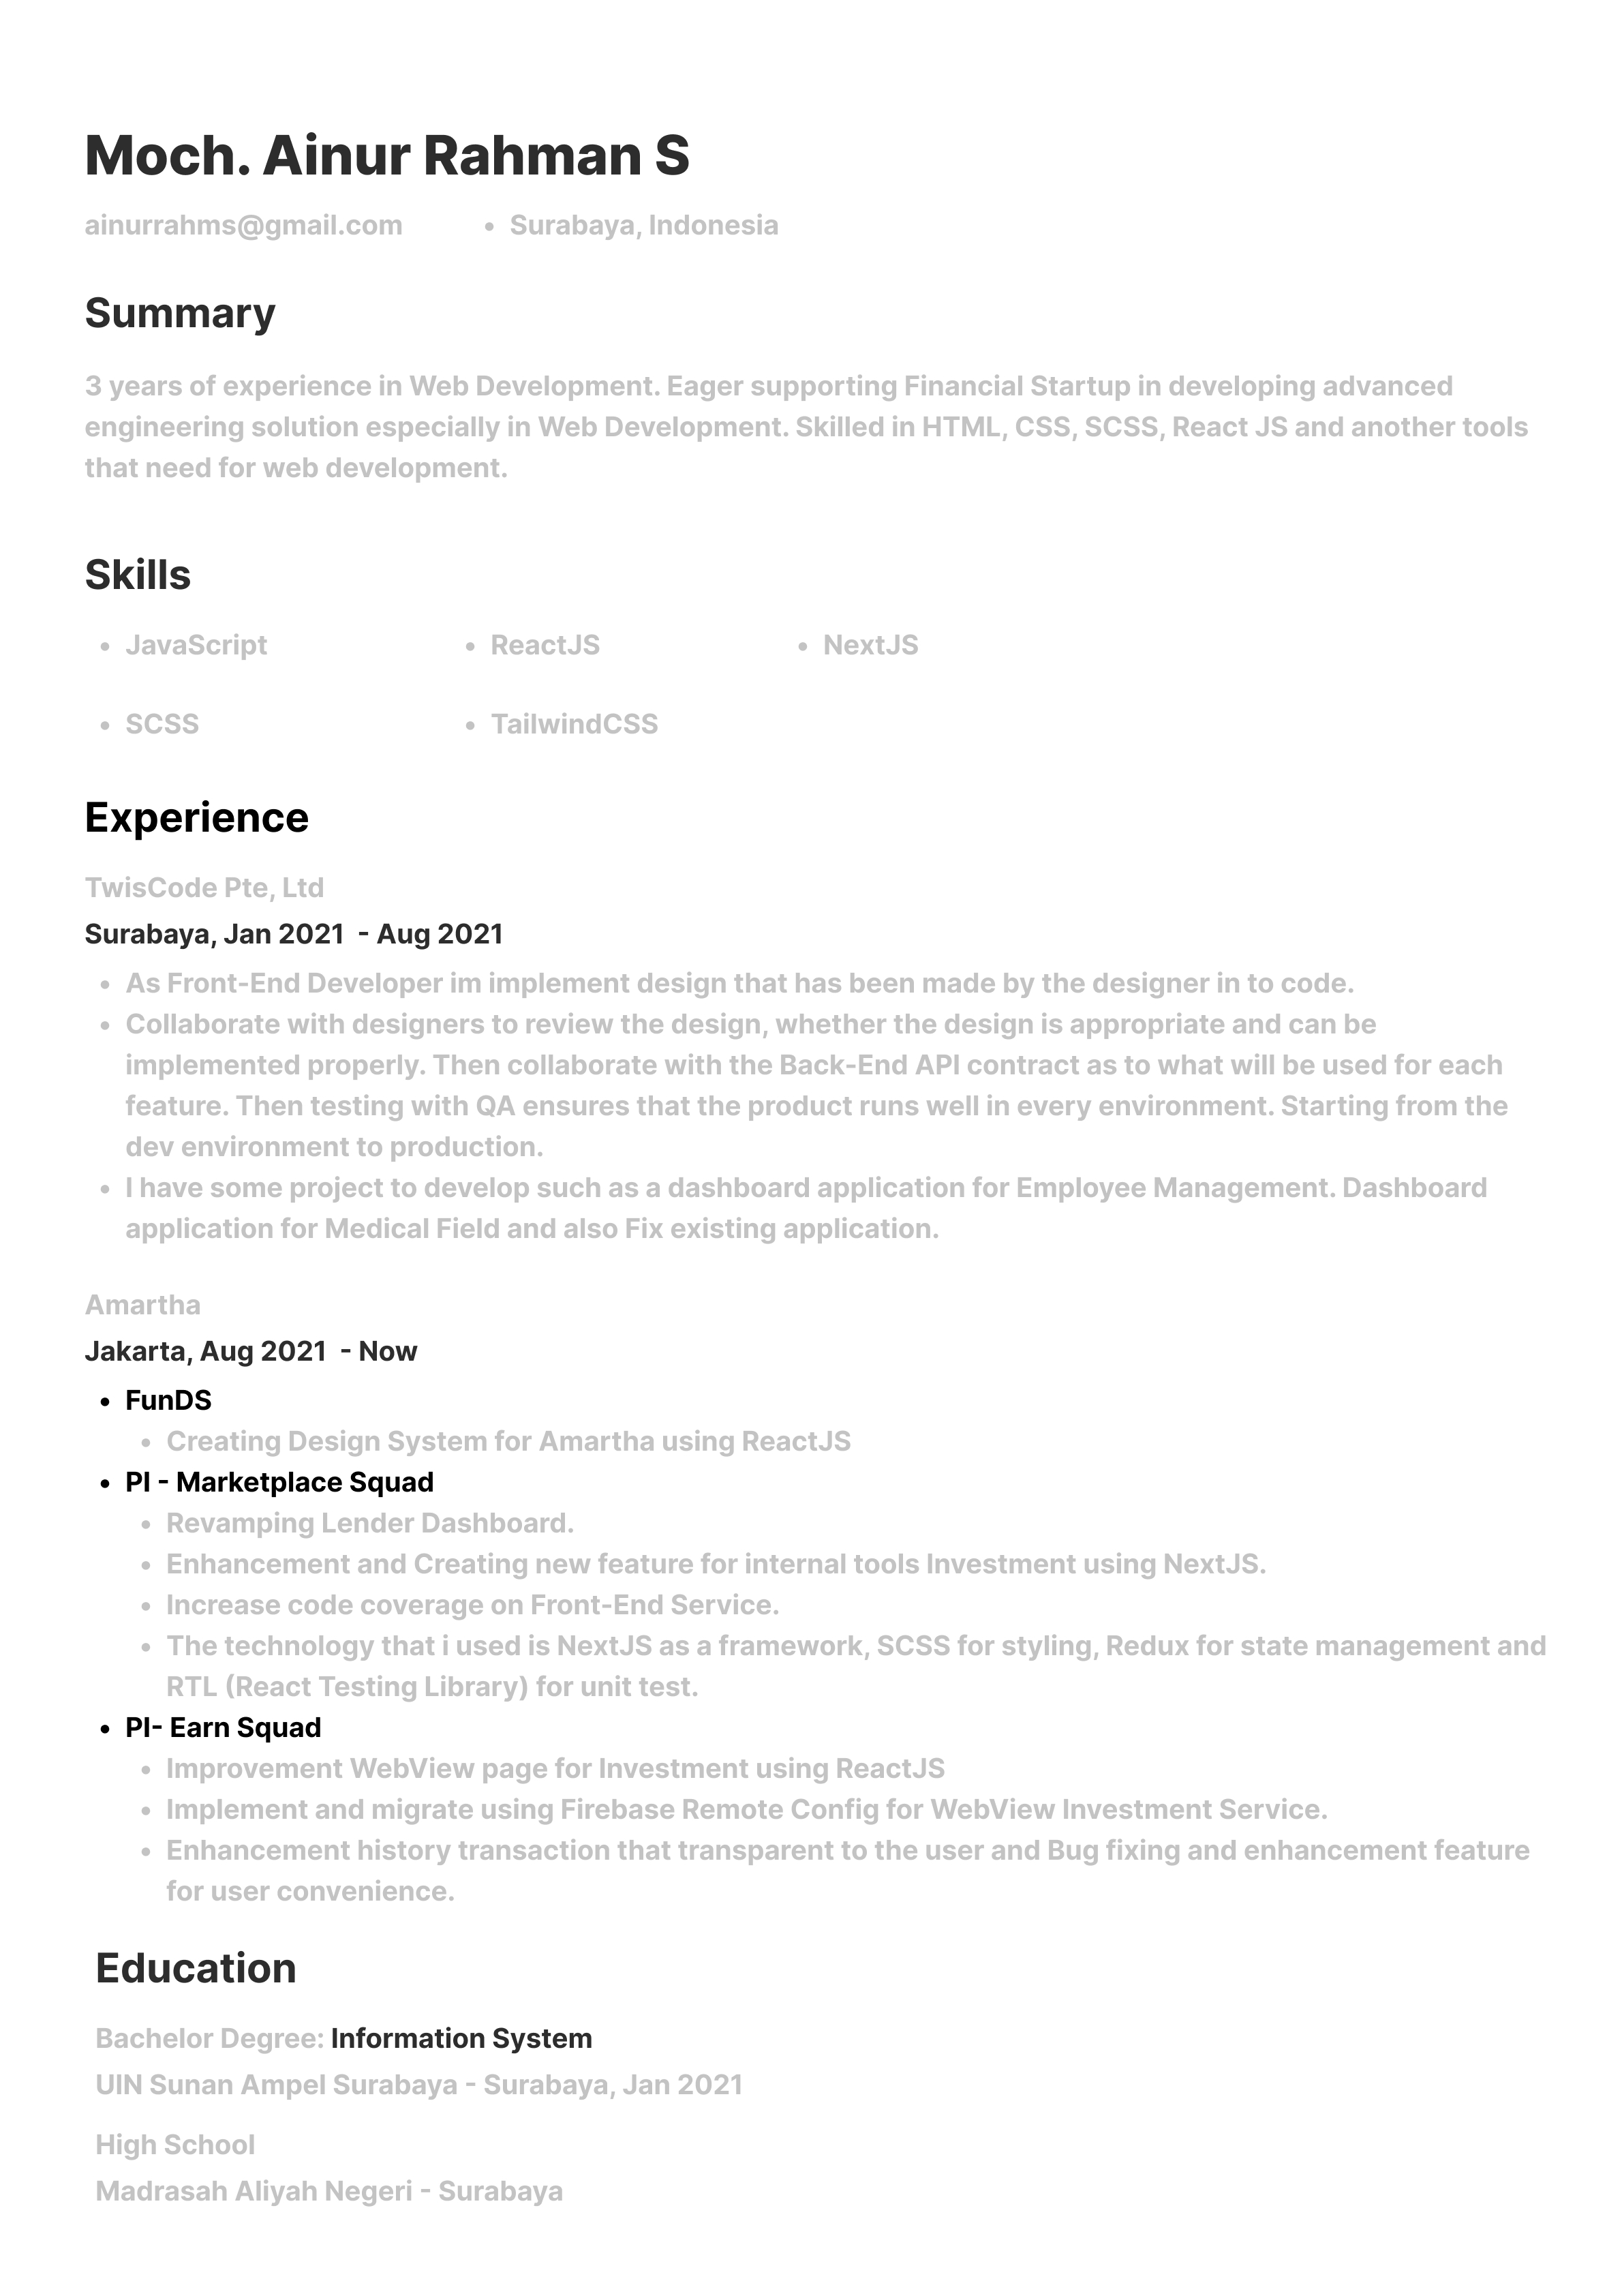 Moch. Ainur Rahman S
ainurrahms@gmail.com • Surabaya, Indonesia
Summary
3 years of experience in Web Development. Eager supporting Financial Startup in developing advanced
engineering solution especially in Web Development. Skilled in HTML, CSS, SCSS, React JS and another tools
that need for web development.
Skills
• JavaScript • ReactJS • NextJS
• SCSS • TailwindCSS
Experience
TwisCode Pte, Ltd
Surabaya, Jan 2021 - Aug 2021
• As Front-End Developer im implement design that has been made by the designer in to code.
• Collaborate with designers to review the design, whether the design is appropriate and can be
implemented properly. Then collaborate with the Back-End API contract as to what will be used for each
feature. Then testing with QA ensures that the product runs well in every environment. Starting from the
dev environment to production.
• I have some project to develop such as a dashboard application for Employee Management. Dashboard
application for Medical Field and also Fix existing application.
Amartha
Jakarta, Aug 2021 - Now
• FunDS
• Creating Design System for Amartha using ReactJS
• PI - Marketplace Squad
• Revamping Lender Dashboard.
• Enhancement and Creating new feature for internal tools Investment using NextJS.
• Increase code coverage on Front-End Service.
• The technology that i used is NextJS as a framework, SCSS for styling, Redux for state management and
RTL (React Testing Library) for unit test.
• PI- Earn Squad
• Improvement WebView page for Investment using ReactJS
• Implement and migrate using Firebase Remote Config for WebView Investment Service.
• Enhancement history transaction that transparent to the user and Bug fixing and enhancement feature
for user convenience.
Education
Bachelor Degree: Information System
UIN Sunan Ampel Surabaya - Surabaya, Jan 2021
High School
Madrasah Aliyah Negeri - Surabaya